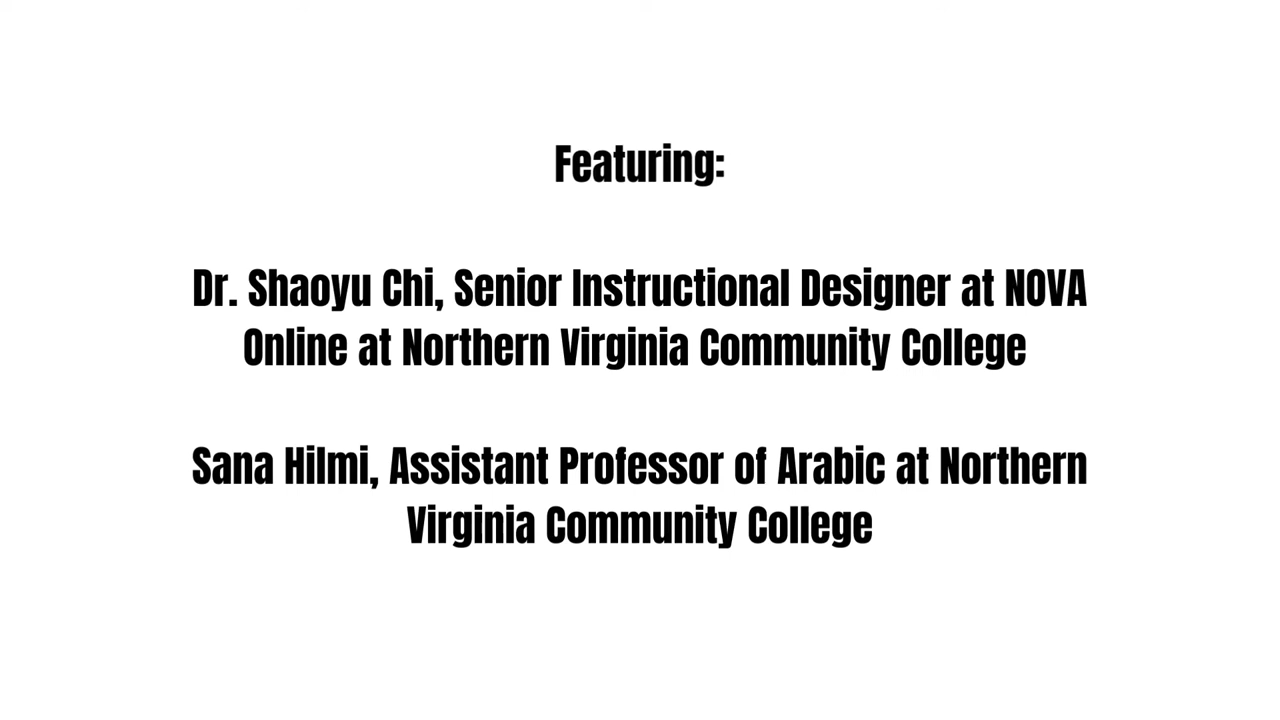 Featuring:
Dr. Shaoyu Chi, Senior Instructional Designer at NOVA
Online at Northern Virginia Community College
Sana Hilmi, Assistant Professor of Arabic at Northern
Virginia Community College